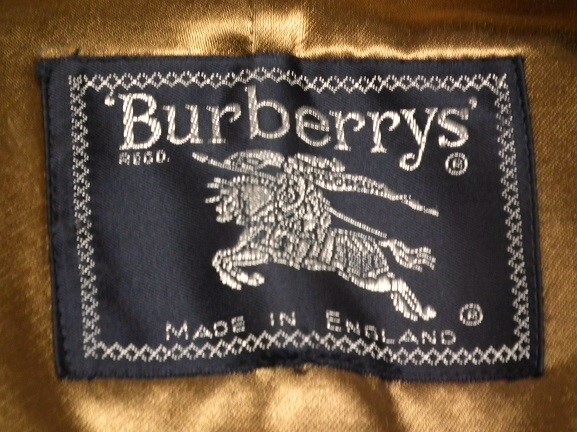 'Burberrys'
REGD. ®
MADE IN ENGLAND ®